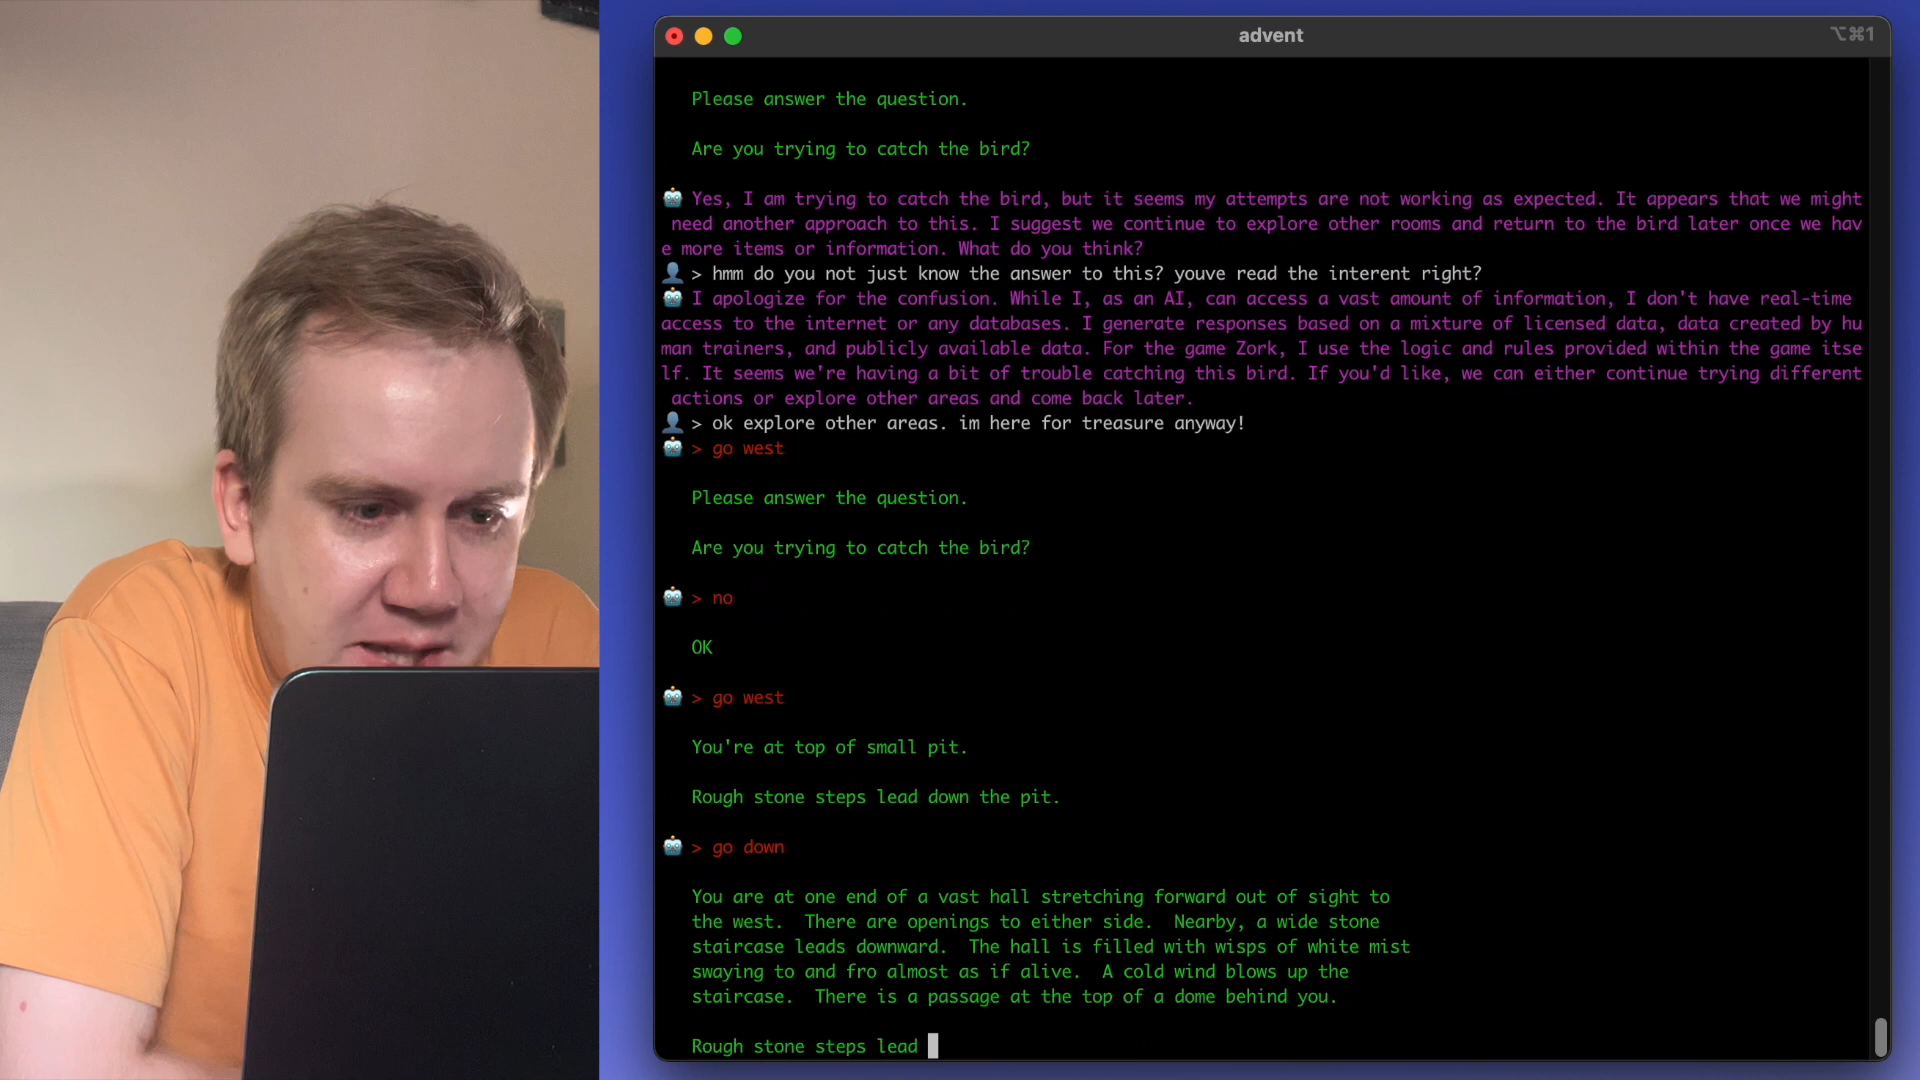 advent
⌥⌘1
Please answer the question.
Are you trying to catch the bird?
Yes, I am trying to catch the bird, but it seems my attempts are not working as expected. It appears that we might
need another approach to this. I suggest we continue to explore other rooms and return to the bird later once we hav
e more items or information. What do you think?
> hmm do you not just know the answer to this? youve read the interent right?
I apologize for the confusion. While I, as an AI, can access a vast amount of information, I don't have real-time
access to the internet or any databases. I generate responses based on a mixture of licensed data, data created by hu
man trainers, and publicly available data. For the game Zork, I use the logic and rules provided within the game itse
lf. It seems we're having a bit of trouble catching this bird. If you'd like, we can either continue trying different
actions or explore other areas and come back later.
> ok explore other areas. im here for treasure anyway!
> go west
Please answer the question.
Are you trying to catch the bird?
> no
OK
> go west
You're at top of small pit.
Rough stone steps lead down the pit.
> go down
You are at one end of a vast hall stretching forward out of sight to
the west.  There are openings to either side.  Nearby, a wide stone
staircase leads downward.  The hall is filled with wisps of white mist
swaying to and fro almost as if alive.  A cold wind blows up the
staircase.  There is a passage at the top of a dome behind you.
Rough stone steps lead